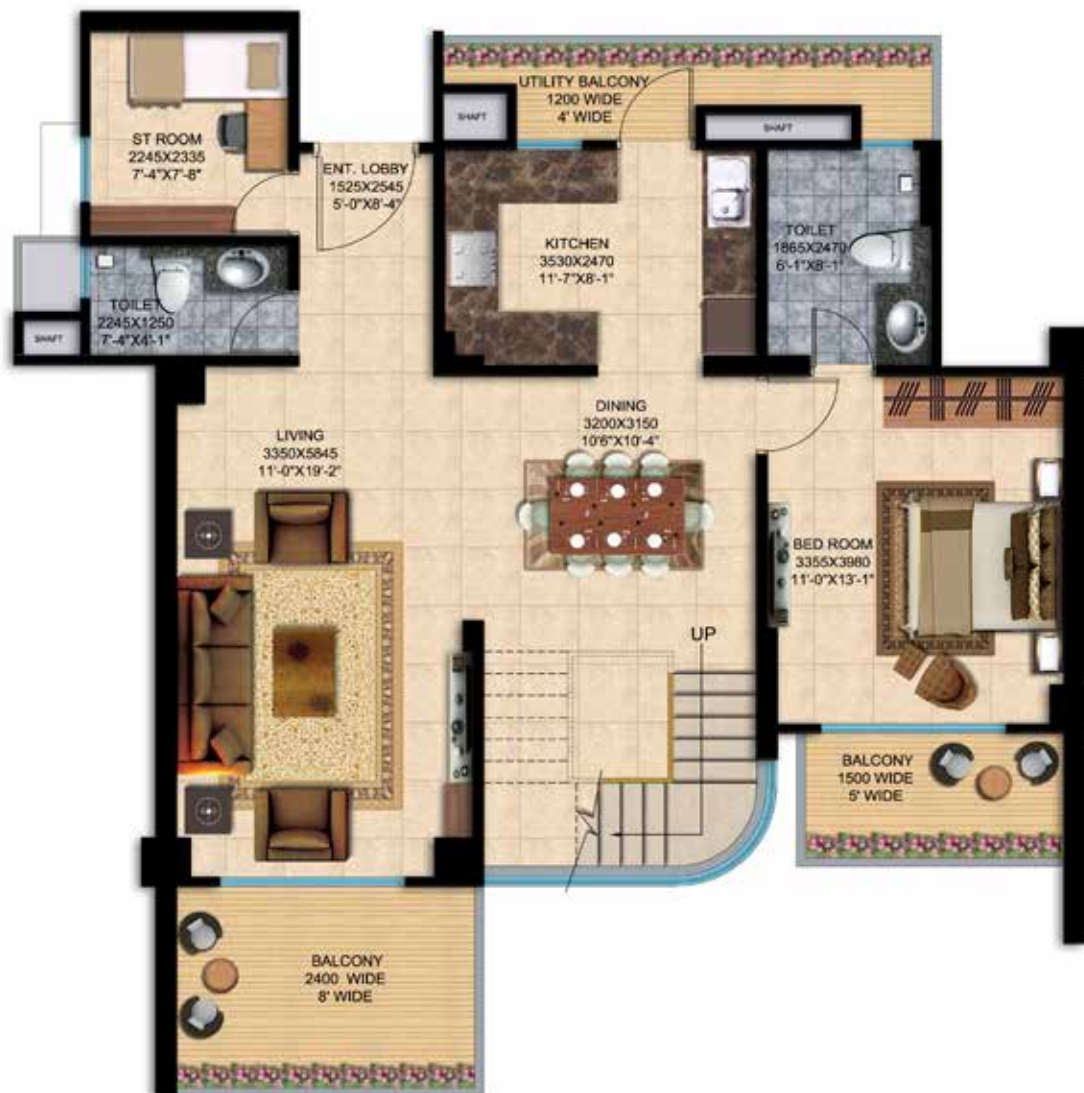 UTILITY BALCONY
1200 WIDE
4' WIDE
SHAFT
SHAFT
ST ROOM
2245X2335
7'-4"X7'-8"
ENT. LOBBY
1525X2545
5'-0"X8'-4"
KITCHEN
3530X2470
11'-7"X8'-1"
TOILET
1865X2470
6'-1"X8'-1"
TOILET
2245X1250
7'-4"X4'-1"
SHAFT
LIVING
3350X5845
11'-0"X19'-2"
DINING
3200X3150
10'6"X10'-4"
BED ROOM
3355X3980
11'-0"X13'-1"
UP
BALCONY
1500 WIDE
5' WIDE
BALCONY
2400 WIDE
8' WIDE